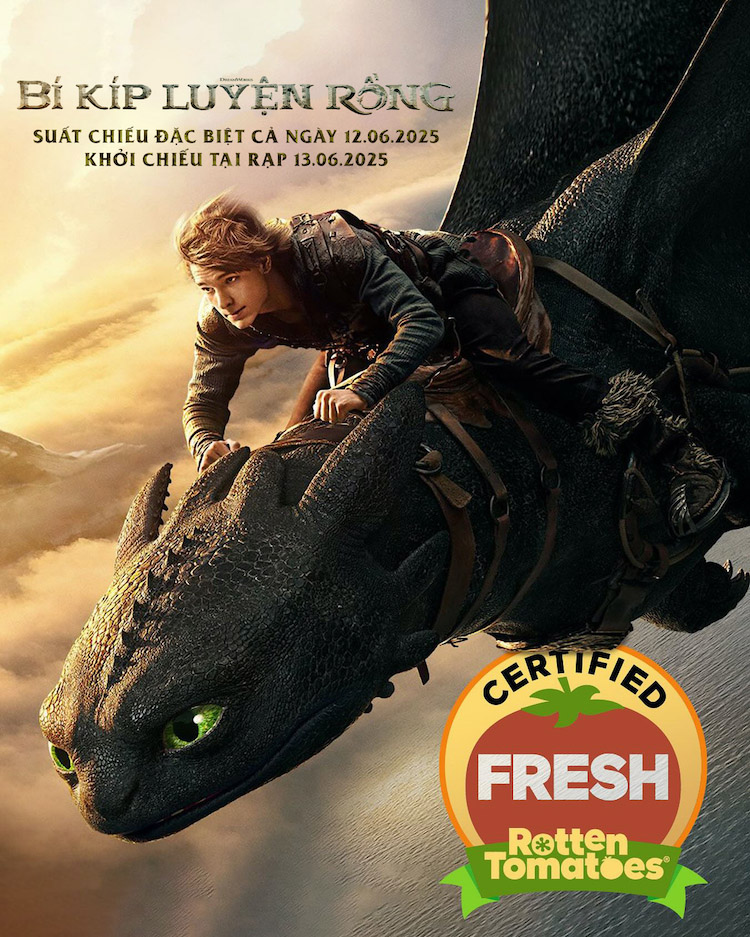 DREAMWORKS
BÍ KÍP LUYỆN RỒNG
SUẤT CHIẾU ĐẶC BIỆT CẢ NGÀY 12.06.2025
KHỞI CHIẾU TẠI RẠP 13.06.2025
CERTIFIED
FRESH
Rotten
Tomatoes®